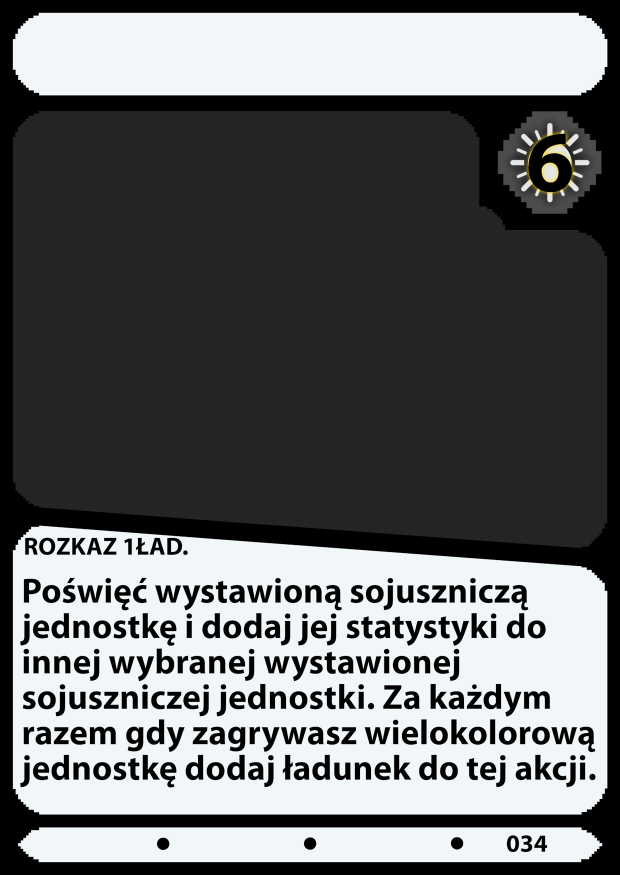 6
ROZKAZ 1ŁAD.
Poświęć wystawioną sojuszniczą
jednostkę i dodaj jej statystyki do
innej wybranej wystawionej
sojuszniczej jednostki. Za każdym
razem gdy zagrywasz wielokolorową
jednostkę dodaj ładunek do tej akcji.
034